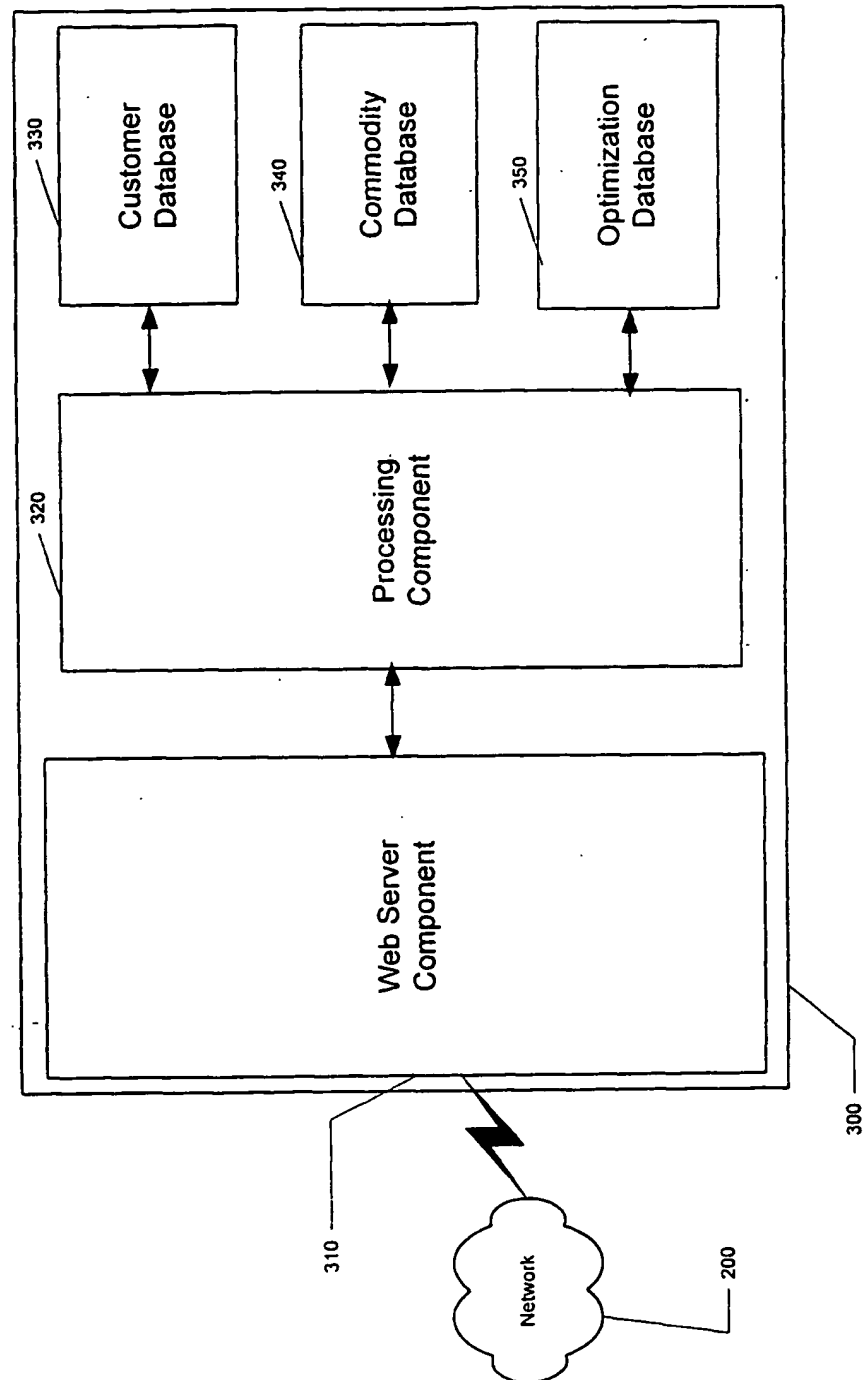 330
Customer
Database
340
Commodity
Database
350
Optimization
Database
320
Processing
Component
Web Server
Component
310
300
Network
200